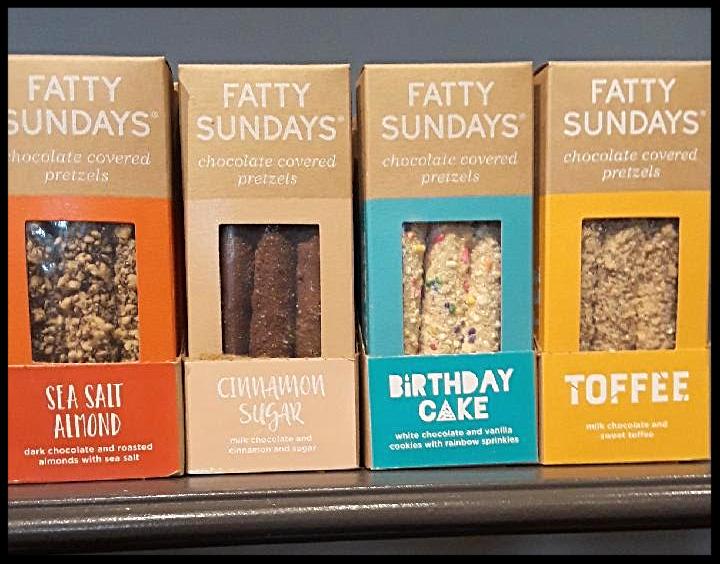 FATTY
SUNDAYS®
chocolate covered
pretzels
SEA SALT
ALMOND
dark chocolate and roasted
almonds with sea salt
FATTY
SUNDAYS®
chocolate covered
pretzels
CINNAMON
SUGAR
milk chocolate and
cinnamon and sugar
FATTY
SUNDAYS®
chocolate covered
pretzels
BiRTHDAY
CAKE
white chocolate and vanilla
cookies with rainbow sprinkles
FATTY
SUNDAYS®
chocolate covered
pretzels
TOFFEE
milk chocolate and
sweet toffee